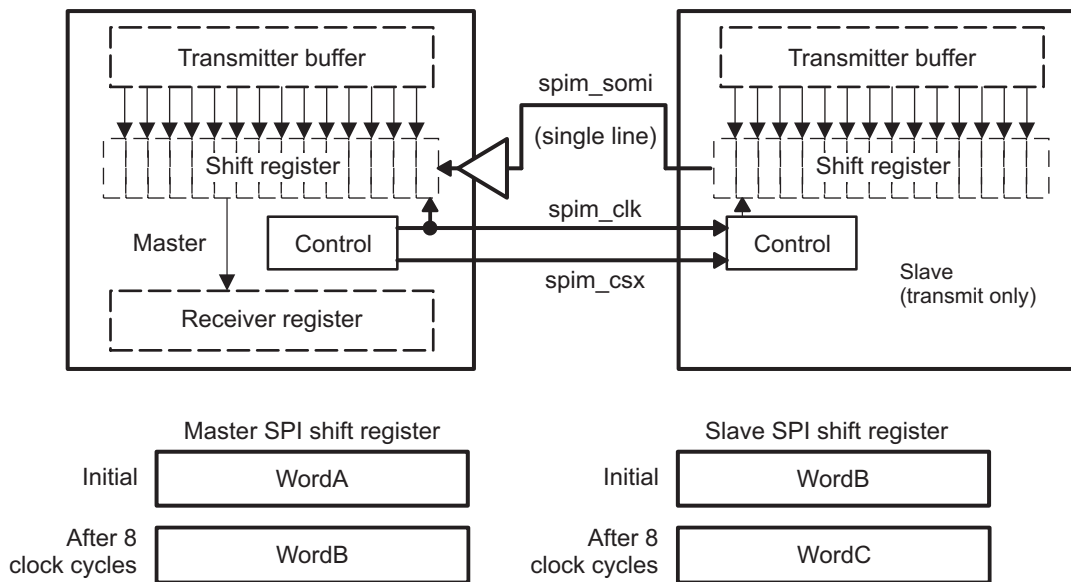 Transmitter buffer
Transmitter buffer
spim_somi
(single line)
Shift register
Shift register
spim_clk
Master
Control
Control
spim_csx
Slave
(transmit only)
Receiver register
Master SPI shift register
Slave SPI shift register
Initial
WordA
Initial
WordB
After 8
clock cycles
WordB
After 8
clock cycles
WordC